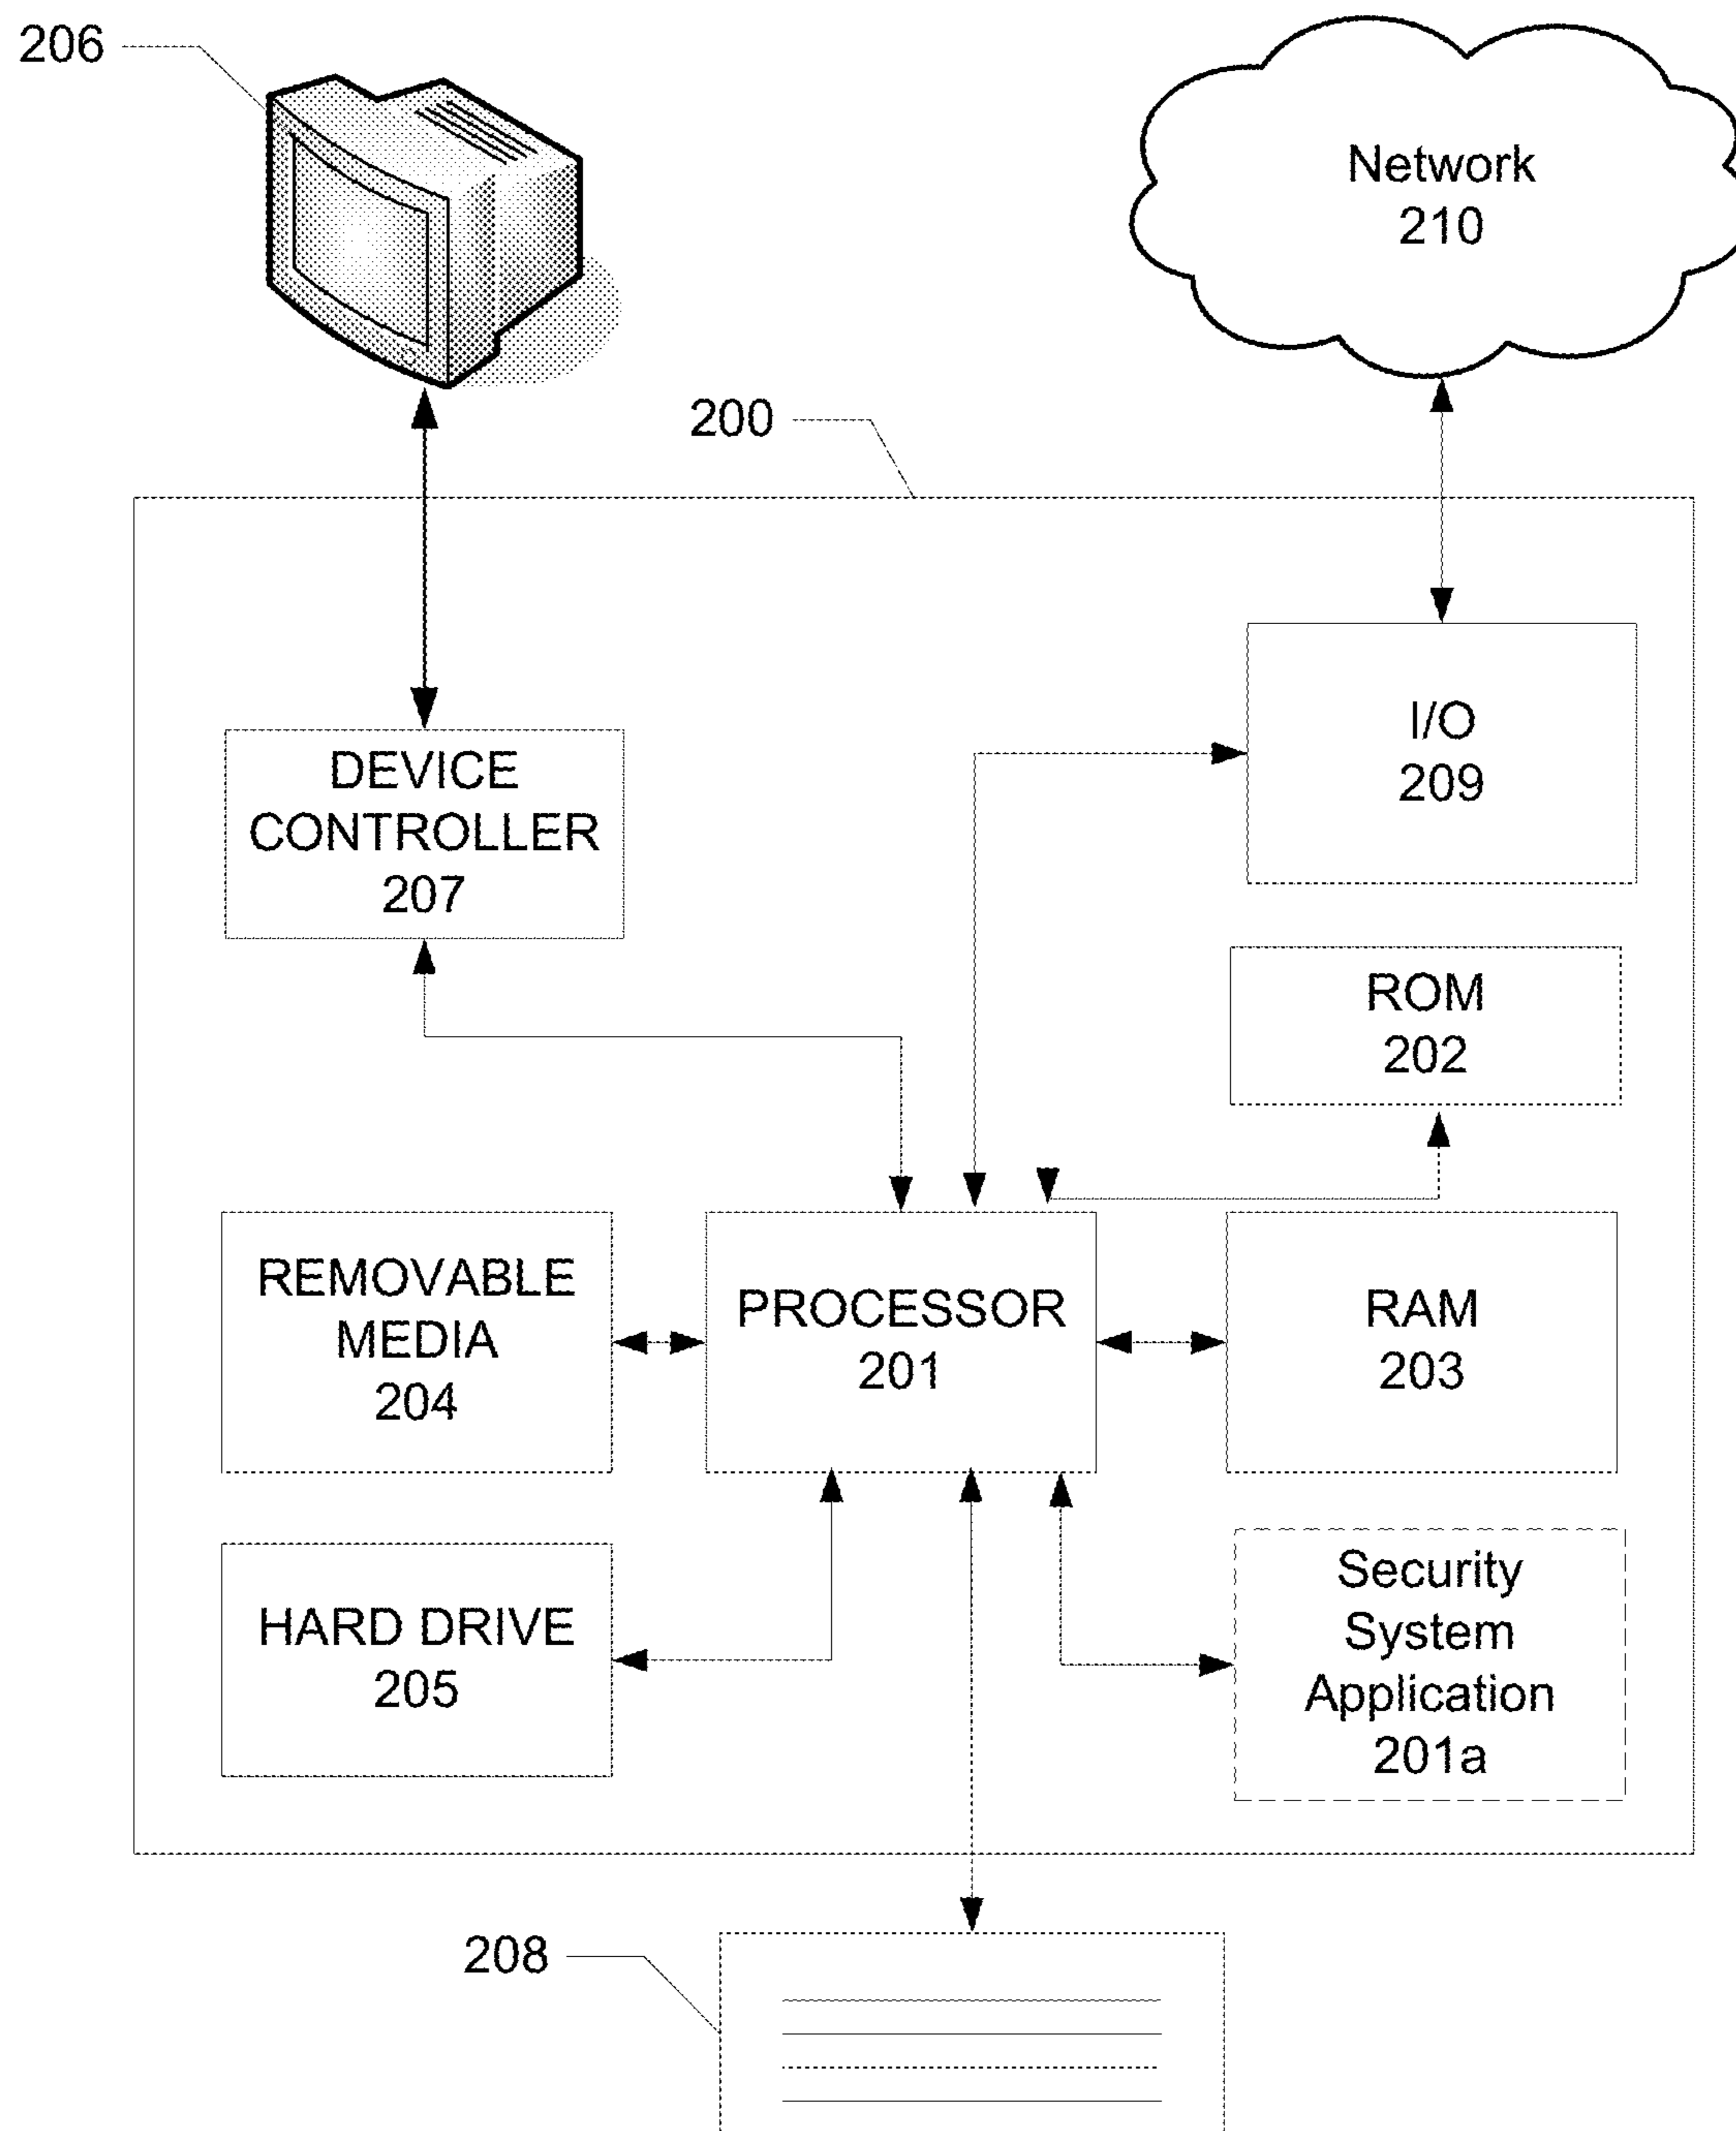 206
Network
210
200
DEVICE
CONTROLLER
207
I/O
209
ROM
202
REMOVABLE
MEDIA
204
PROCESSOR
201
RAM
203
HARD DRIVE
205
Security
System
Application
201a
208